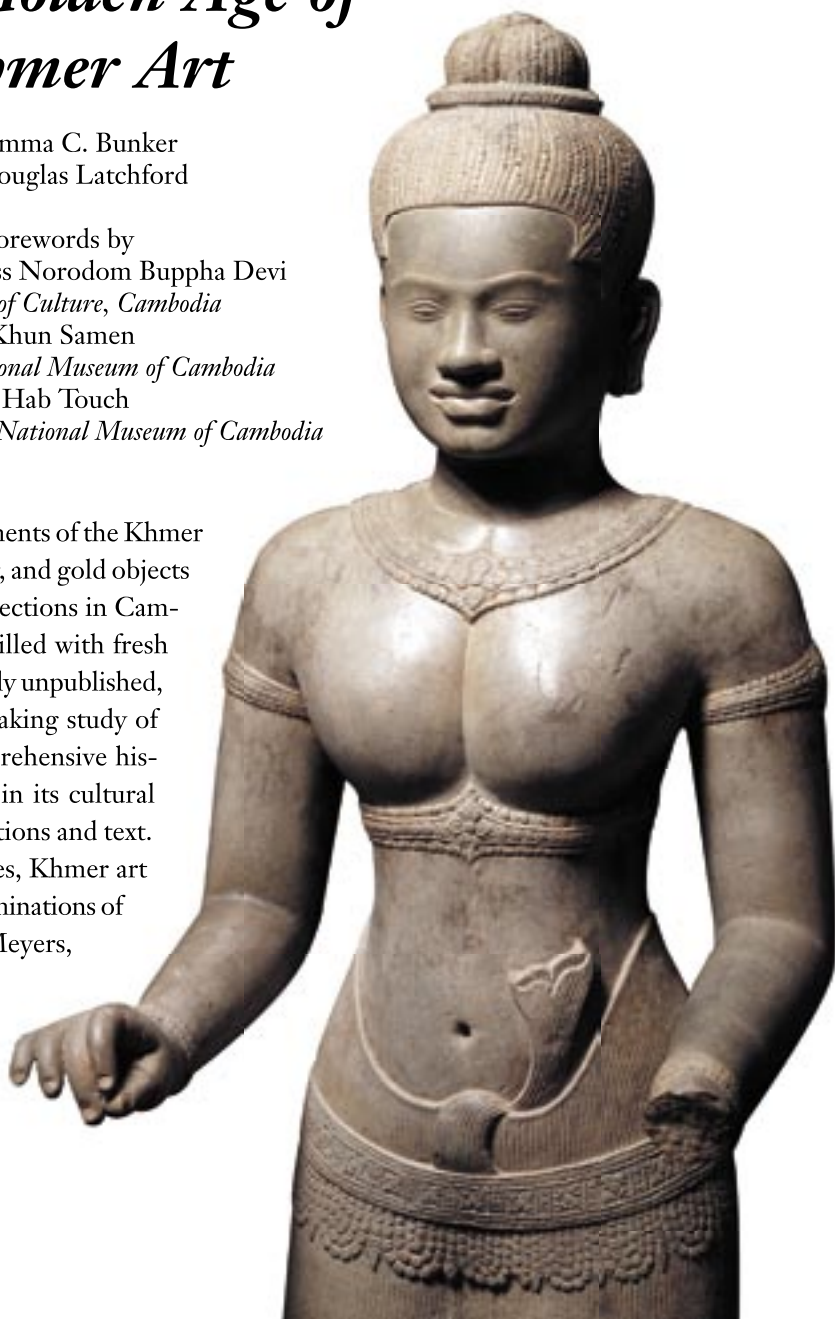 olden Age of
mer Art
mma C. Bunker
ouglas Latchford
orewords by
ss Norodom Buppha Devi
of Culture, Cambodia
Khun Samen
onal Museum of Cambodia
Hab Touch
National Museum of Cambodia
ments of the Khmer
, and gold objects
ections in Cam-
illed with fresh
ly unpublished,
aking study of
rehensive his-
in its cultural
tions and text.
es, Khmer art
minations of
Meyers,